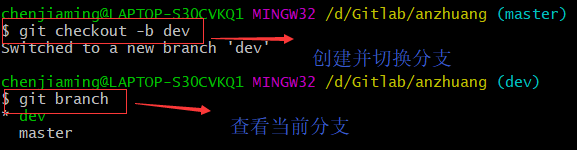 chenjiaming@LAPTOP-S30CVKQ1 MINGW32 /d/Gitlab/anzhuang (master)
$ git checkout -b dev
Switched to a new branch 'dev'
创建并切换分支
chenjiaming@LAPTOP-S30CVKQ1 MINGW32 /d/Gitlab/anzhuang (dev)
$ git branch
* dev
查看当前分支
master